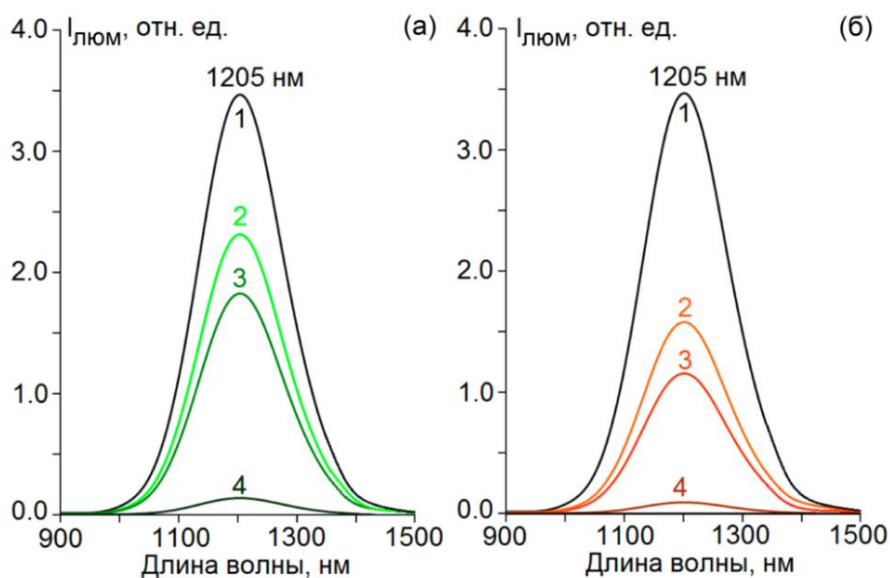 I люм, отн. ед. (а)
4.0
1205 нм
1
3.0
2
2.0
3
1.0
4
0.0
900 1100 1300 1500
Длина волны, нм
I люм, отн. ед. (б)
4.0
1205 нм
1
3.0
2.0
2
3
1.0
4
0.0
900 1100 1300 1500
Длина волны, нм